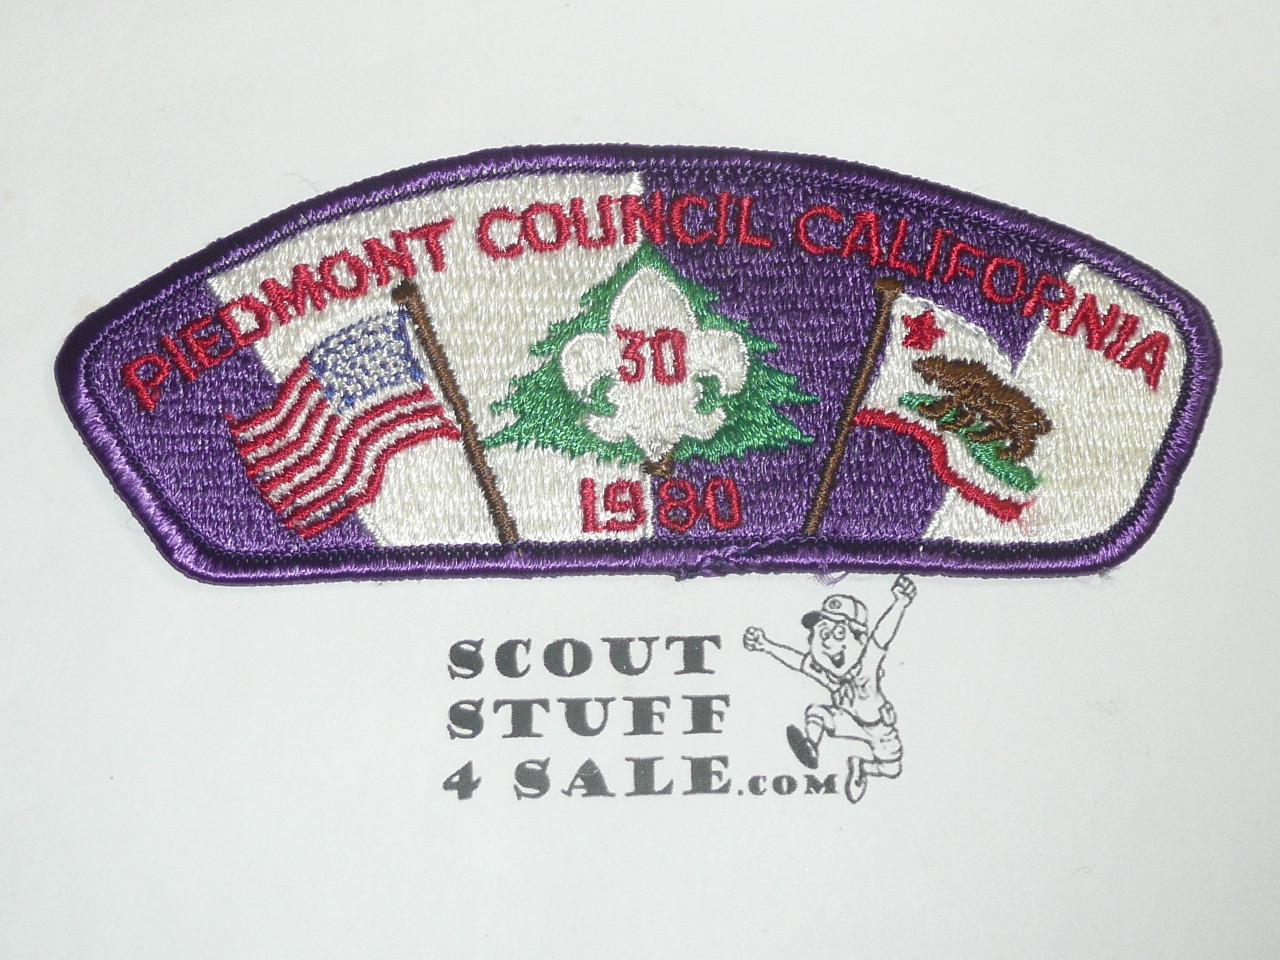 PIEDMONT COUNCIL CALIFORNIA
30
1980
SCOUT
STUFF
4 SALE.COM